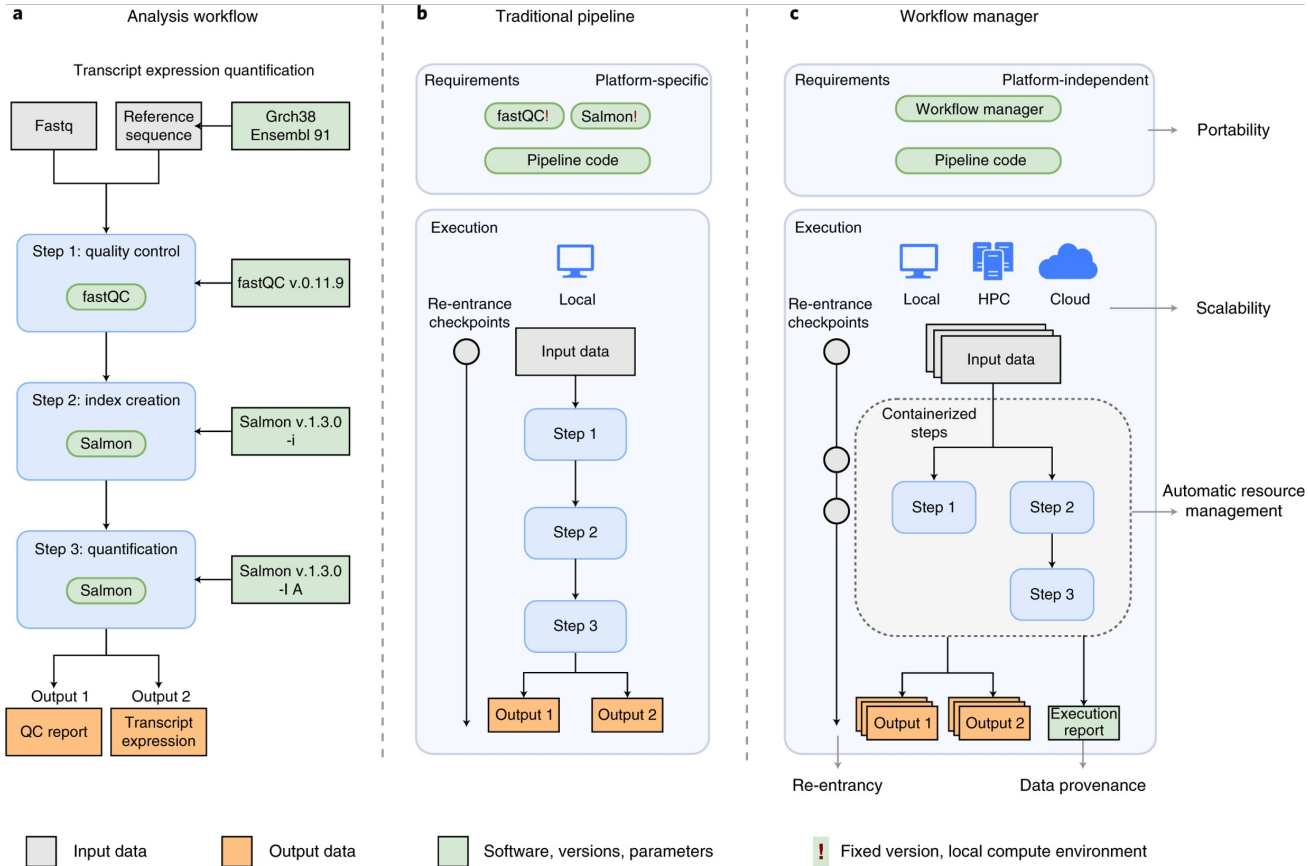 a
Analysis workflow
Transcript expression quantification
Fastq
Reference
sequence
Grch38
Ensembl 91
Step 1: quality control
fastQC
fastQC v.0.11.9
Step 2: index creation
Salmon
Salmon v.1.3.0
-i
Step 3: quantification
Salmon
Salmon v.1.3.0
-l A
Output 1
Output 2
QC report
Transcript
expression
b
Traditional pipeline
Requirements
Platform-specific
fastQC!
Salmon!
Pipeline code
Execution
Local
Re-entrance
checkpoints
Input data
Step 1
Step 2
Step 3
Output 1
Output 2
c
Workflow manager
Requirements
Platform-independent
Workflow manager
Pipeline code
Portability
Execution
Local
HPC
Cloud
Scalability
Re-entrance
checkpoints
Input data
Containerized
steps
Step 1
Step 2
Step 3
Automatic resource
management
Output 1
Output 2
Execution
report
Re-entrancy
Data provenance
Input data
Output data
Software, versions, parameters
! Fixed version, local compute environment